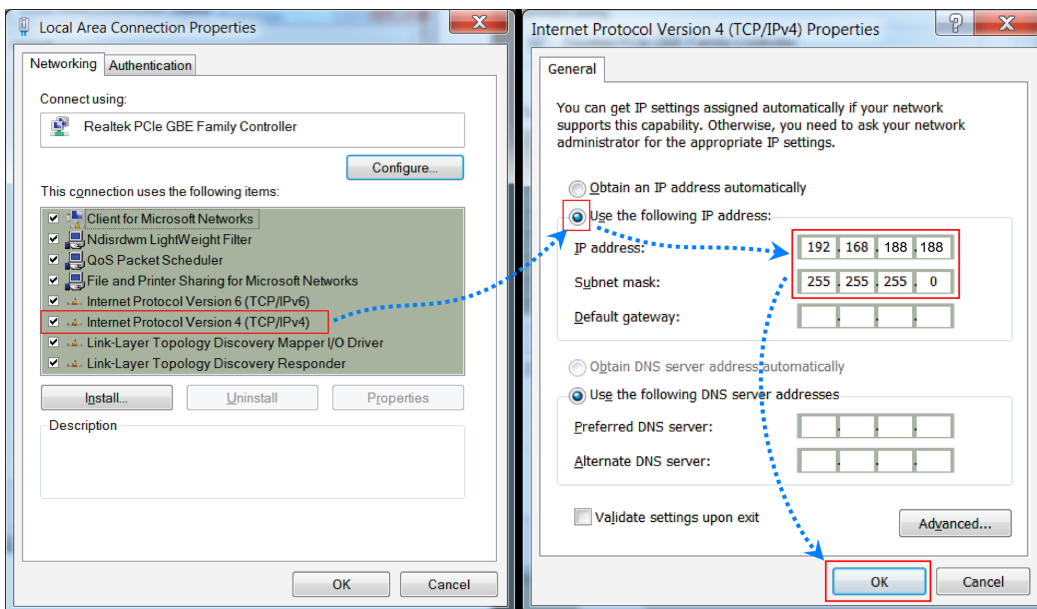 Local Area Connection Properties
Networking
Authentication
Connect using:
Realtek PCIe GBE Family Controller
Configure...
This connection uses the following items:
Client for Microsoft Networks
Ndisrdwm LightWeight Filter
QoS Packet Scheduler
File and Printer Sharing for Microsoft Networks
Internet Protocol Version 6 (TCP/IPv6)
Internet Protocol Version 4 (TCP/IPv4)
Link-Layer Topology Discovery Mapper I/O Driver
Link-Layer Topology Discovery Responder
Install...
Uninstall
Properties
Description
OK
Cancel
Internet Protocol Version 4 (TCP/IPv4) Properties
General
You can get IP settings assigned automatically if your network
supports this capability. Otherwise, you need to ask your network
administrator for the appropriate IP settings.
Obtain an IP address automatically
Use the following IP address:
IP address:
192 . 168 . 188 . 188
Subnet mask:
255 . 255 . 255 . 0
Default gateway:
. . .
Obtain DNS server address automatically
Use the following DNS server addresses
Preferred DNS server:
. . .
Alternate DNS server:
. . .
Validate settings upon exit
Advanced...
OK
Cancel